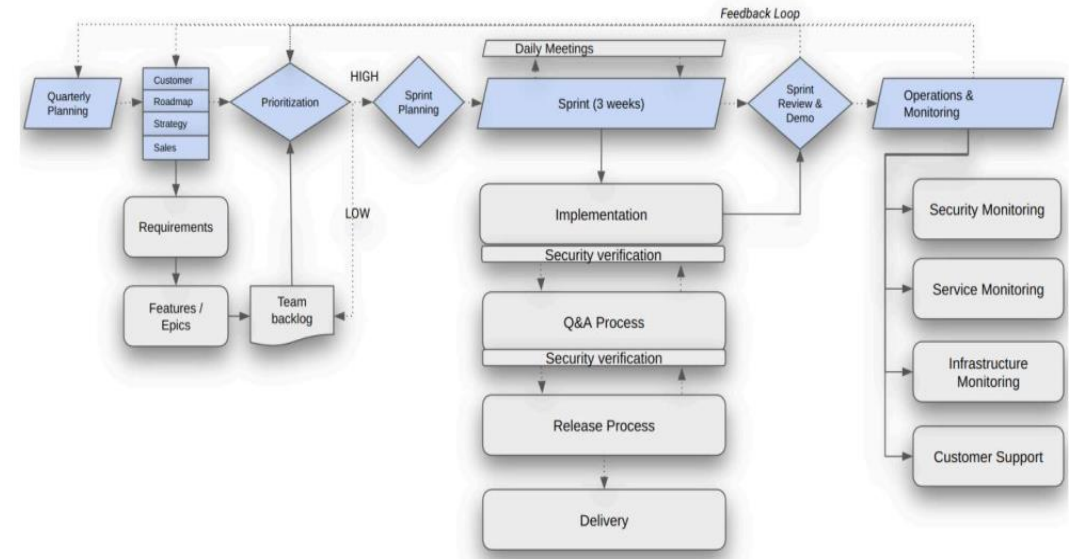 Feedback Loop
Daily Meetings
Quarterly
Planning
Customer
Roadmap
Strategy
Sales
Prioritization
HIGH
Sprint
Planning
Sprint (3 weeks)
Sprint
Review &
Demo
Operations &
Monitoring
LOW
Requirements
Features /
Epics
Team
backlog
Implementation
Security verification
Q&A Process
Security verification
Release Process
Delivery
Security Monitoring
Service Monitoring
Infrastructure
Monitoring
Customer Support